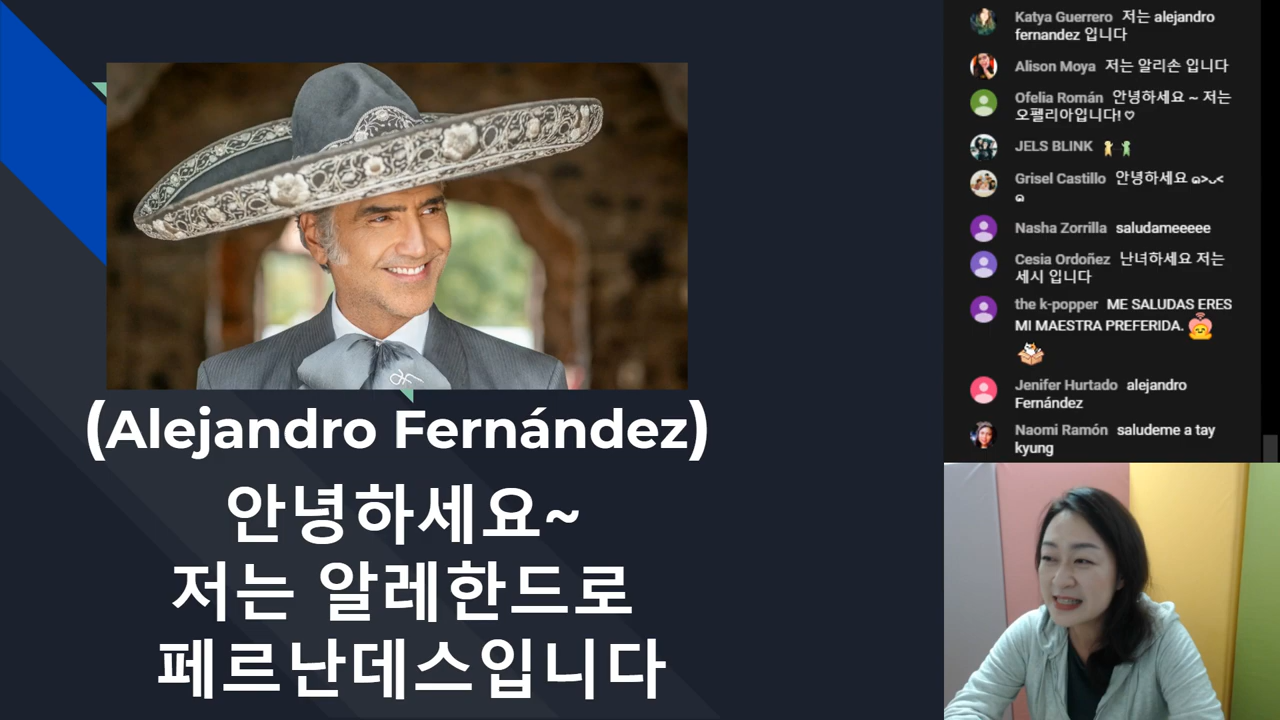 (Alejandro Fernández)
안녕하세요~
저는 알레한드로
페르난데스입니다
Katya Guerrero 저는 alejandro
fernandez 입니다
Alison Moya 저는 알리손 입니다
Ofelia Román 안녕하세요 ~ 저는
오펠리아입니다! ♡
JELS BLINK
Grisel Castillo 안녕하세요 ฅ>ᴗ<
ฅ
Nasha Zorrilla saludameeeee
Cesia Ordoñez 난녀하세요 저는
세시 입니다
the k-popper ME SALUDAS ERES
MI MAESTRA PREFERIDA.
Jenifer Hurtado alejandro
Fernández
Naomi Ramón saludeme a tay
kyung